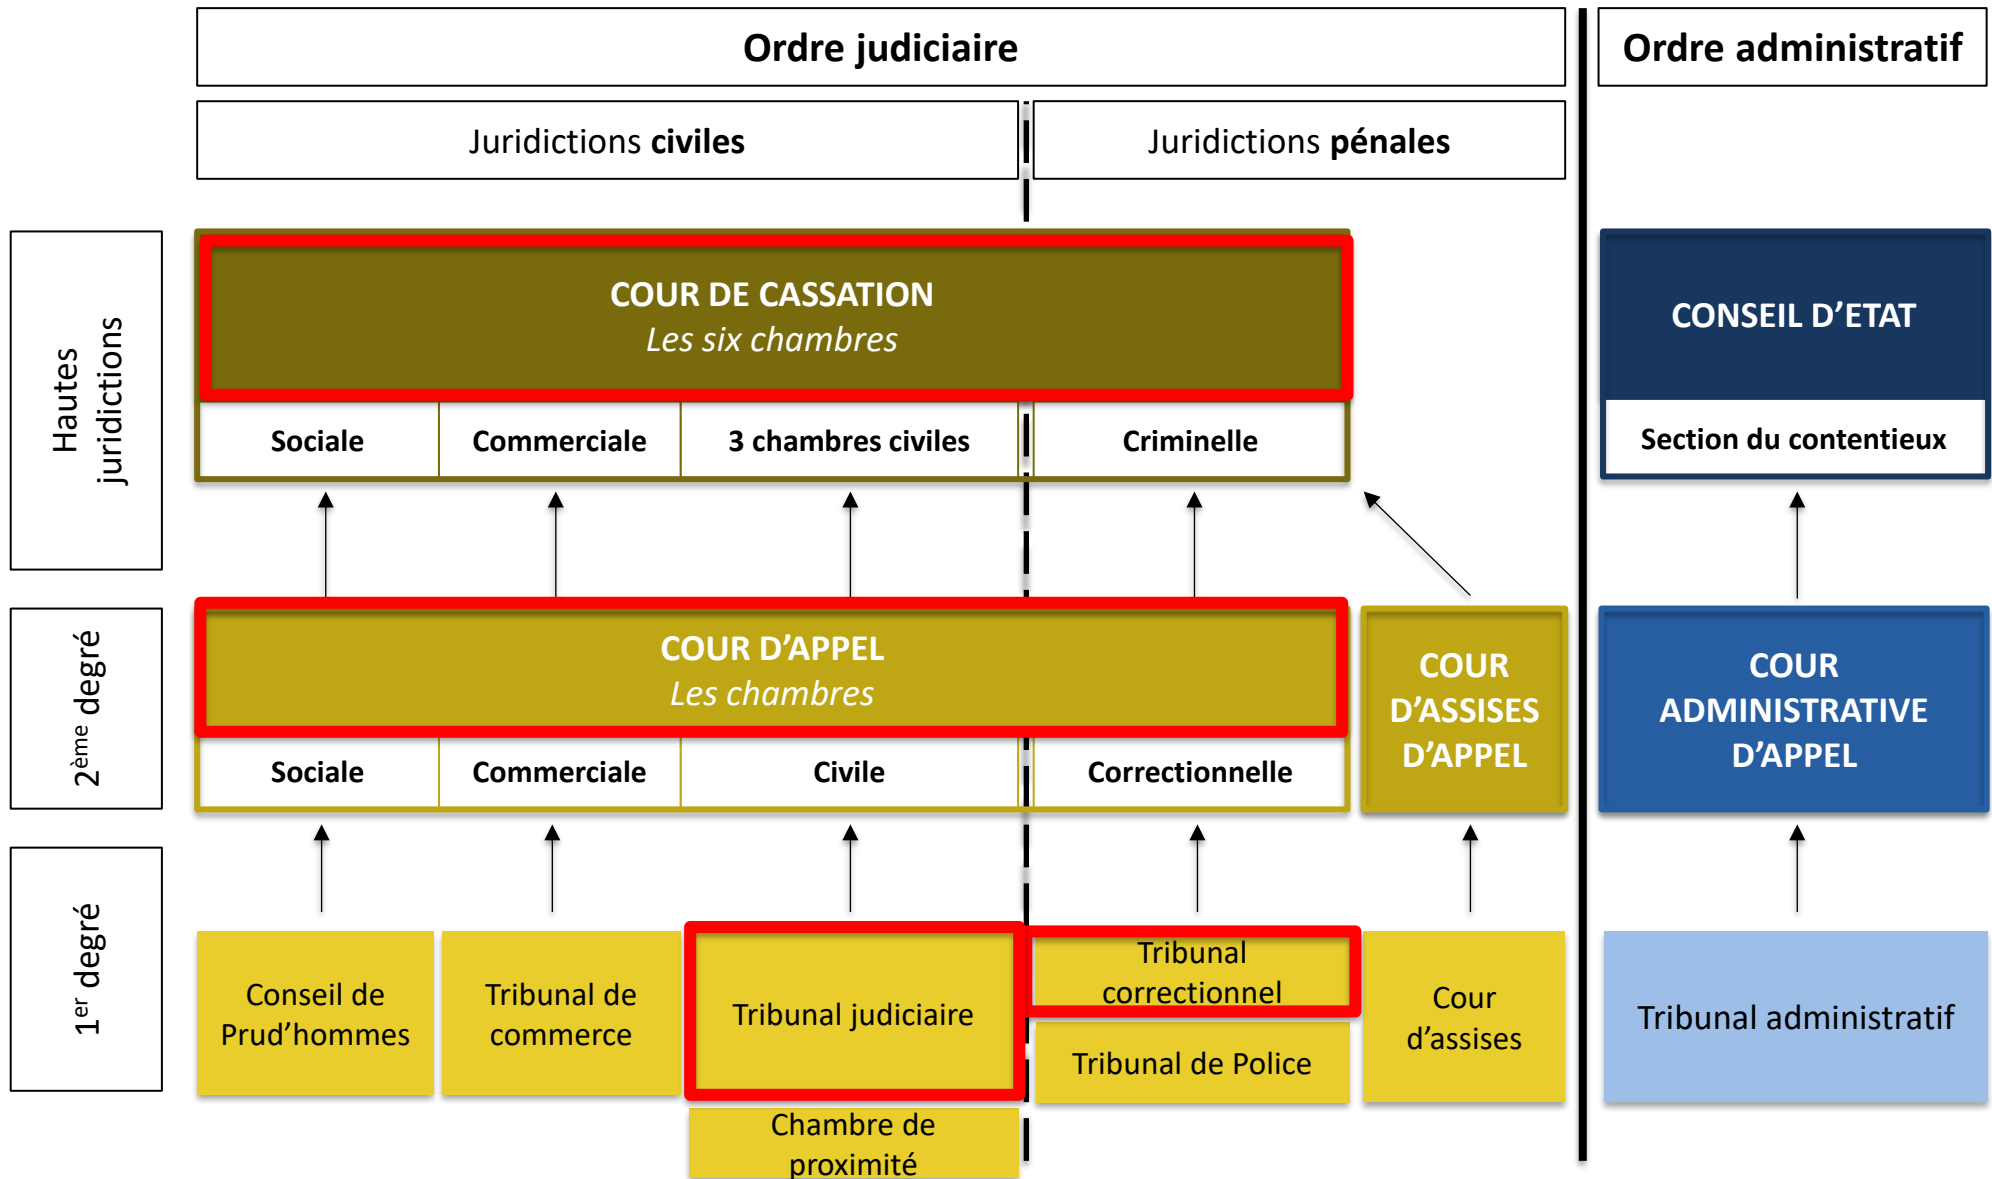 Ordre judiciaire
Ordre administratif
Juridictions civiles
Juridictions pénales
Hautes
juridictions
COUR DE CASSATION
Les six chambres
Sociale
Commerciale
3 chambres civiles
Criminelle
CONSEIL D’ETAT
Section du contentieux
2ème degré
COUR D’APPEL
Les chambres
Sociale
Commerciale
Civile
Correctionnelle
COUR
D’ASSISES
D’APPEL
COUR
ADMINISTRATIVE
D’APPEL
1er degré
Conseil de
Prud’hommes
Tribunal de
commerce
Tribunal judiciaire
Chambre de
proximité
Tribunal
correctionnel
Tribunal de Police
Cour
d’assises
Tribunal administratif